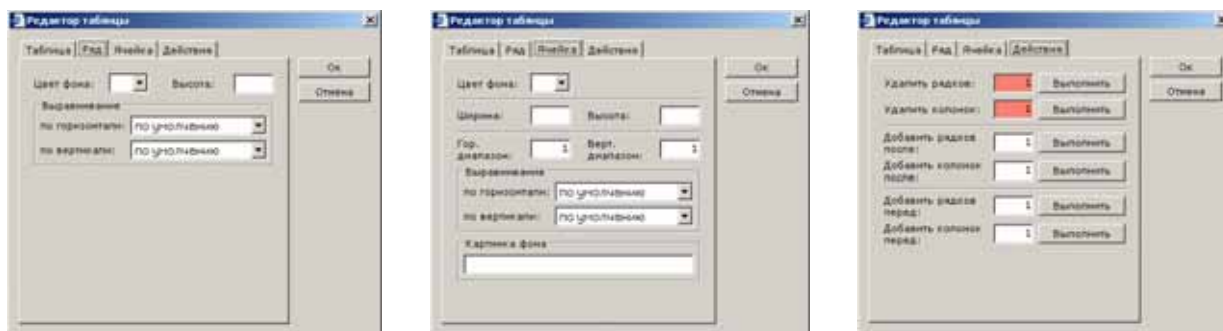 Редактор таблицы
Таблица Ряд Ячейка Действия
Цвет фона: Высота:
Выравнивание
по горизонтали: по умолчанию
по вертикали: по умолчанию
Ок
Отмена
Редактор таблицы
Таблица Ряд Ячейка Действия
Цвет фона:
Ширина: Высота:
Гор. диапазон: 1 Верт. диапазон: 1
Выравнивание
по горизонтали: по умолчанию
по вертикали: по умолчанию
Картинка фона
Ок
Отмена
Редактор таблицы
Таблица Ряд Ячейка Действия
Удалить рядков: 1 Выполнить
Удалить колонок: 1 Выполнить
Добавить рядков после: 1 Выполнить
Добавить колонок после: 1 Выполнить
Добавить рядков перед: 1 Выполнить
Добавить колонок перед: 1 Выполнить
Ок
Отмена